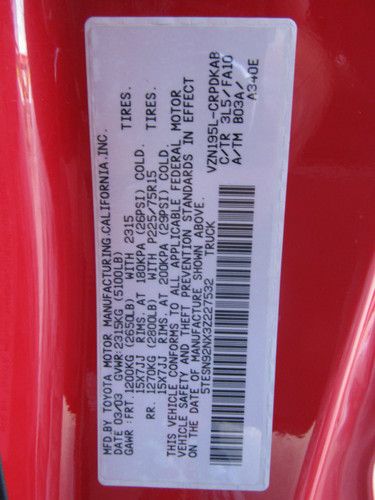 MFD BY TOYOTA MOTOR MANUFACTURING.CALIFORNIA.INC.
DATE 03/03 GVWR:2315KG(5100LB)
GAWR:FRT.1200KG(2650LB) WITH 2315 TIRES.
15X7JJ RIMS. AT 180KPA (26PSI) COLD.
RR. 1270KG(2800LB) WITH P225/75R15 TIRES.
15X7JJ RIMS. AT 200KPA (29PSI) COLD.
THIS VEHICLE CONFORMS TO ALL APPLICABLE FEDERAL MOTOR
VEHICLE SAFETY AND THEFT PREVENTION STANDARDS IN EFFECT
ON THE DATE OF MANUFACTURE SHOWN ABOVE.
5TESN92NX3Z227532 TRUCK
VZN195L-CRPDKAB
C/TR 3L5/FA10
A/TM B03A/
A340E